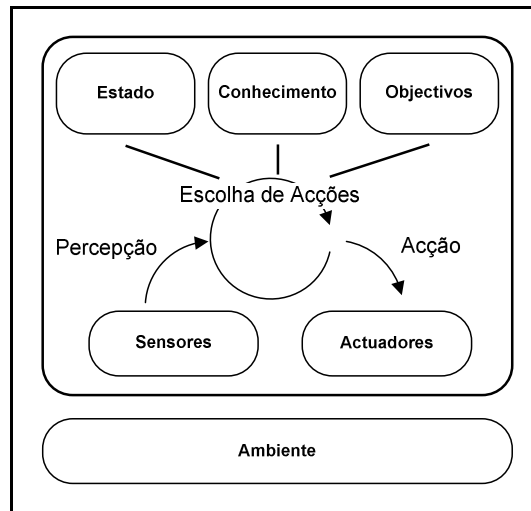 Estado
Conhecimento
Objectivos
Escolha de Acções
Percepção
Acção
Sensores
Actuadores
Ambiente